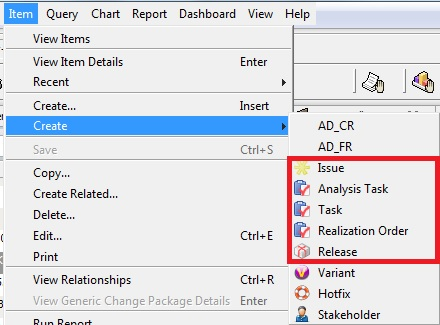 Item Query Chart Report Dashboard View Help
View Items
View Item Details Enter
Recent
Create... Insert
Create
Save Ctrl+S
Copy...
Create Related...
Delete...
Edit... Ctrl+E
Print
View Relationships Ctrl+R
View Generic Change Package Details Enter
Run Report
AD_CR
AD_FR
Issue
Analysis Task
Task
Realization Order
Release
Variant
Hotfix
Stakeholder